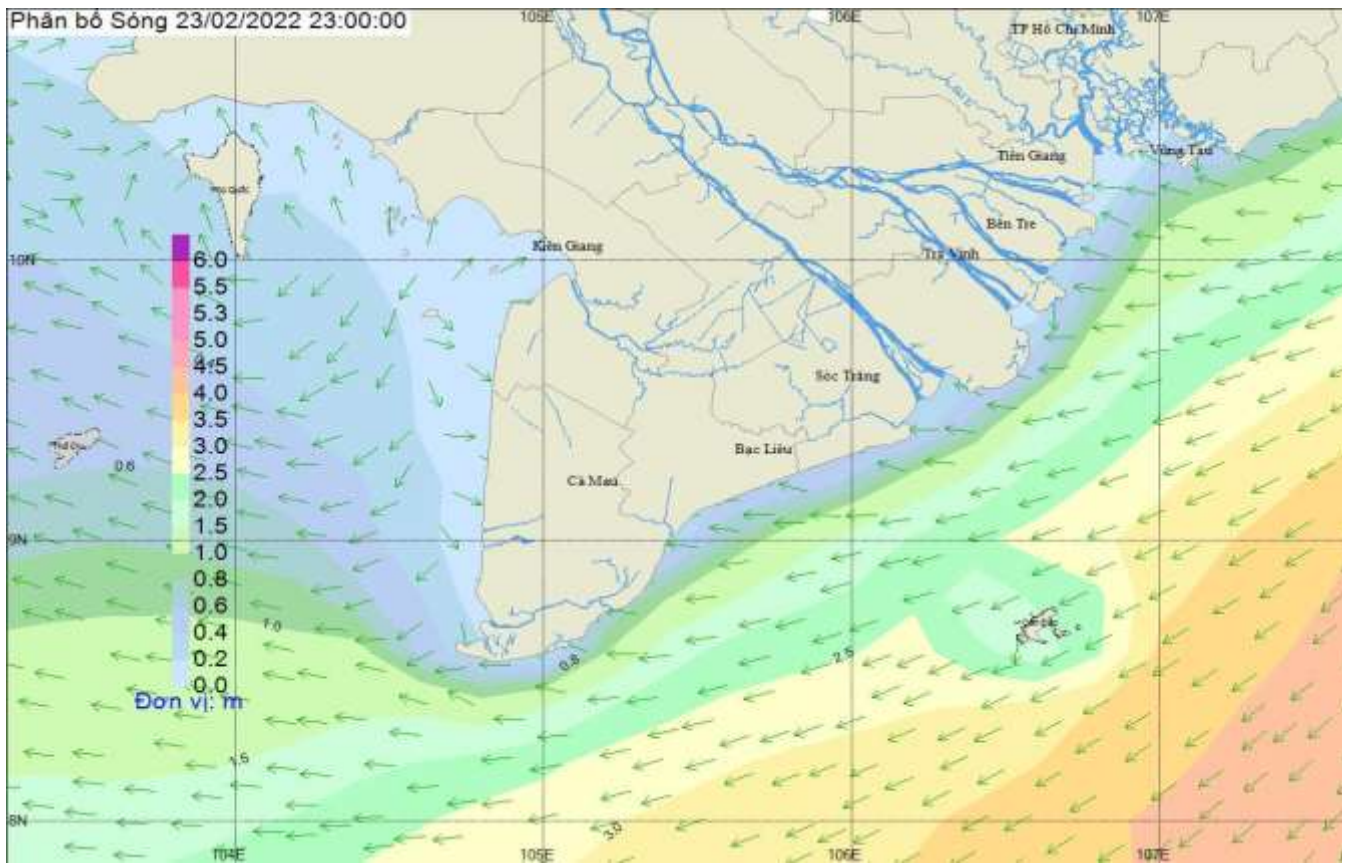 Phân bố Sóng 23/02/2022 23:00:00
105E
106E
107E
TP Hồ Chí Minh
Vũng Tàu
Tiền Giang
Bến Tre
Trà Vinh
Kiên Giang
10N
6.0
5.5
5.3
5.0
4.5
4.0
3.5
3.0
2.5
2.0
1.5
1.0
0.8
0.6
0.4
0.2
0.0
Đơn vị: m
Sóc Trăng
Bạc Liêu
Cà Mau
0.6
9N
1.0
0.8
2.5
1.5
3.0
8N
104E
105E
106E
107E